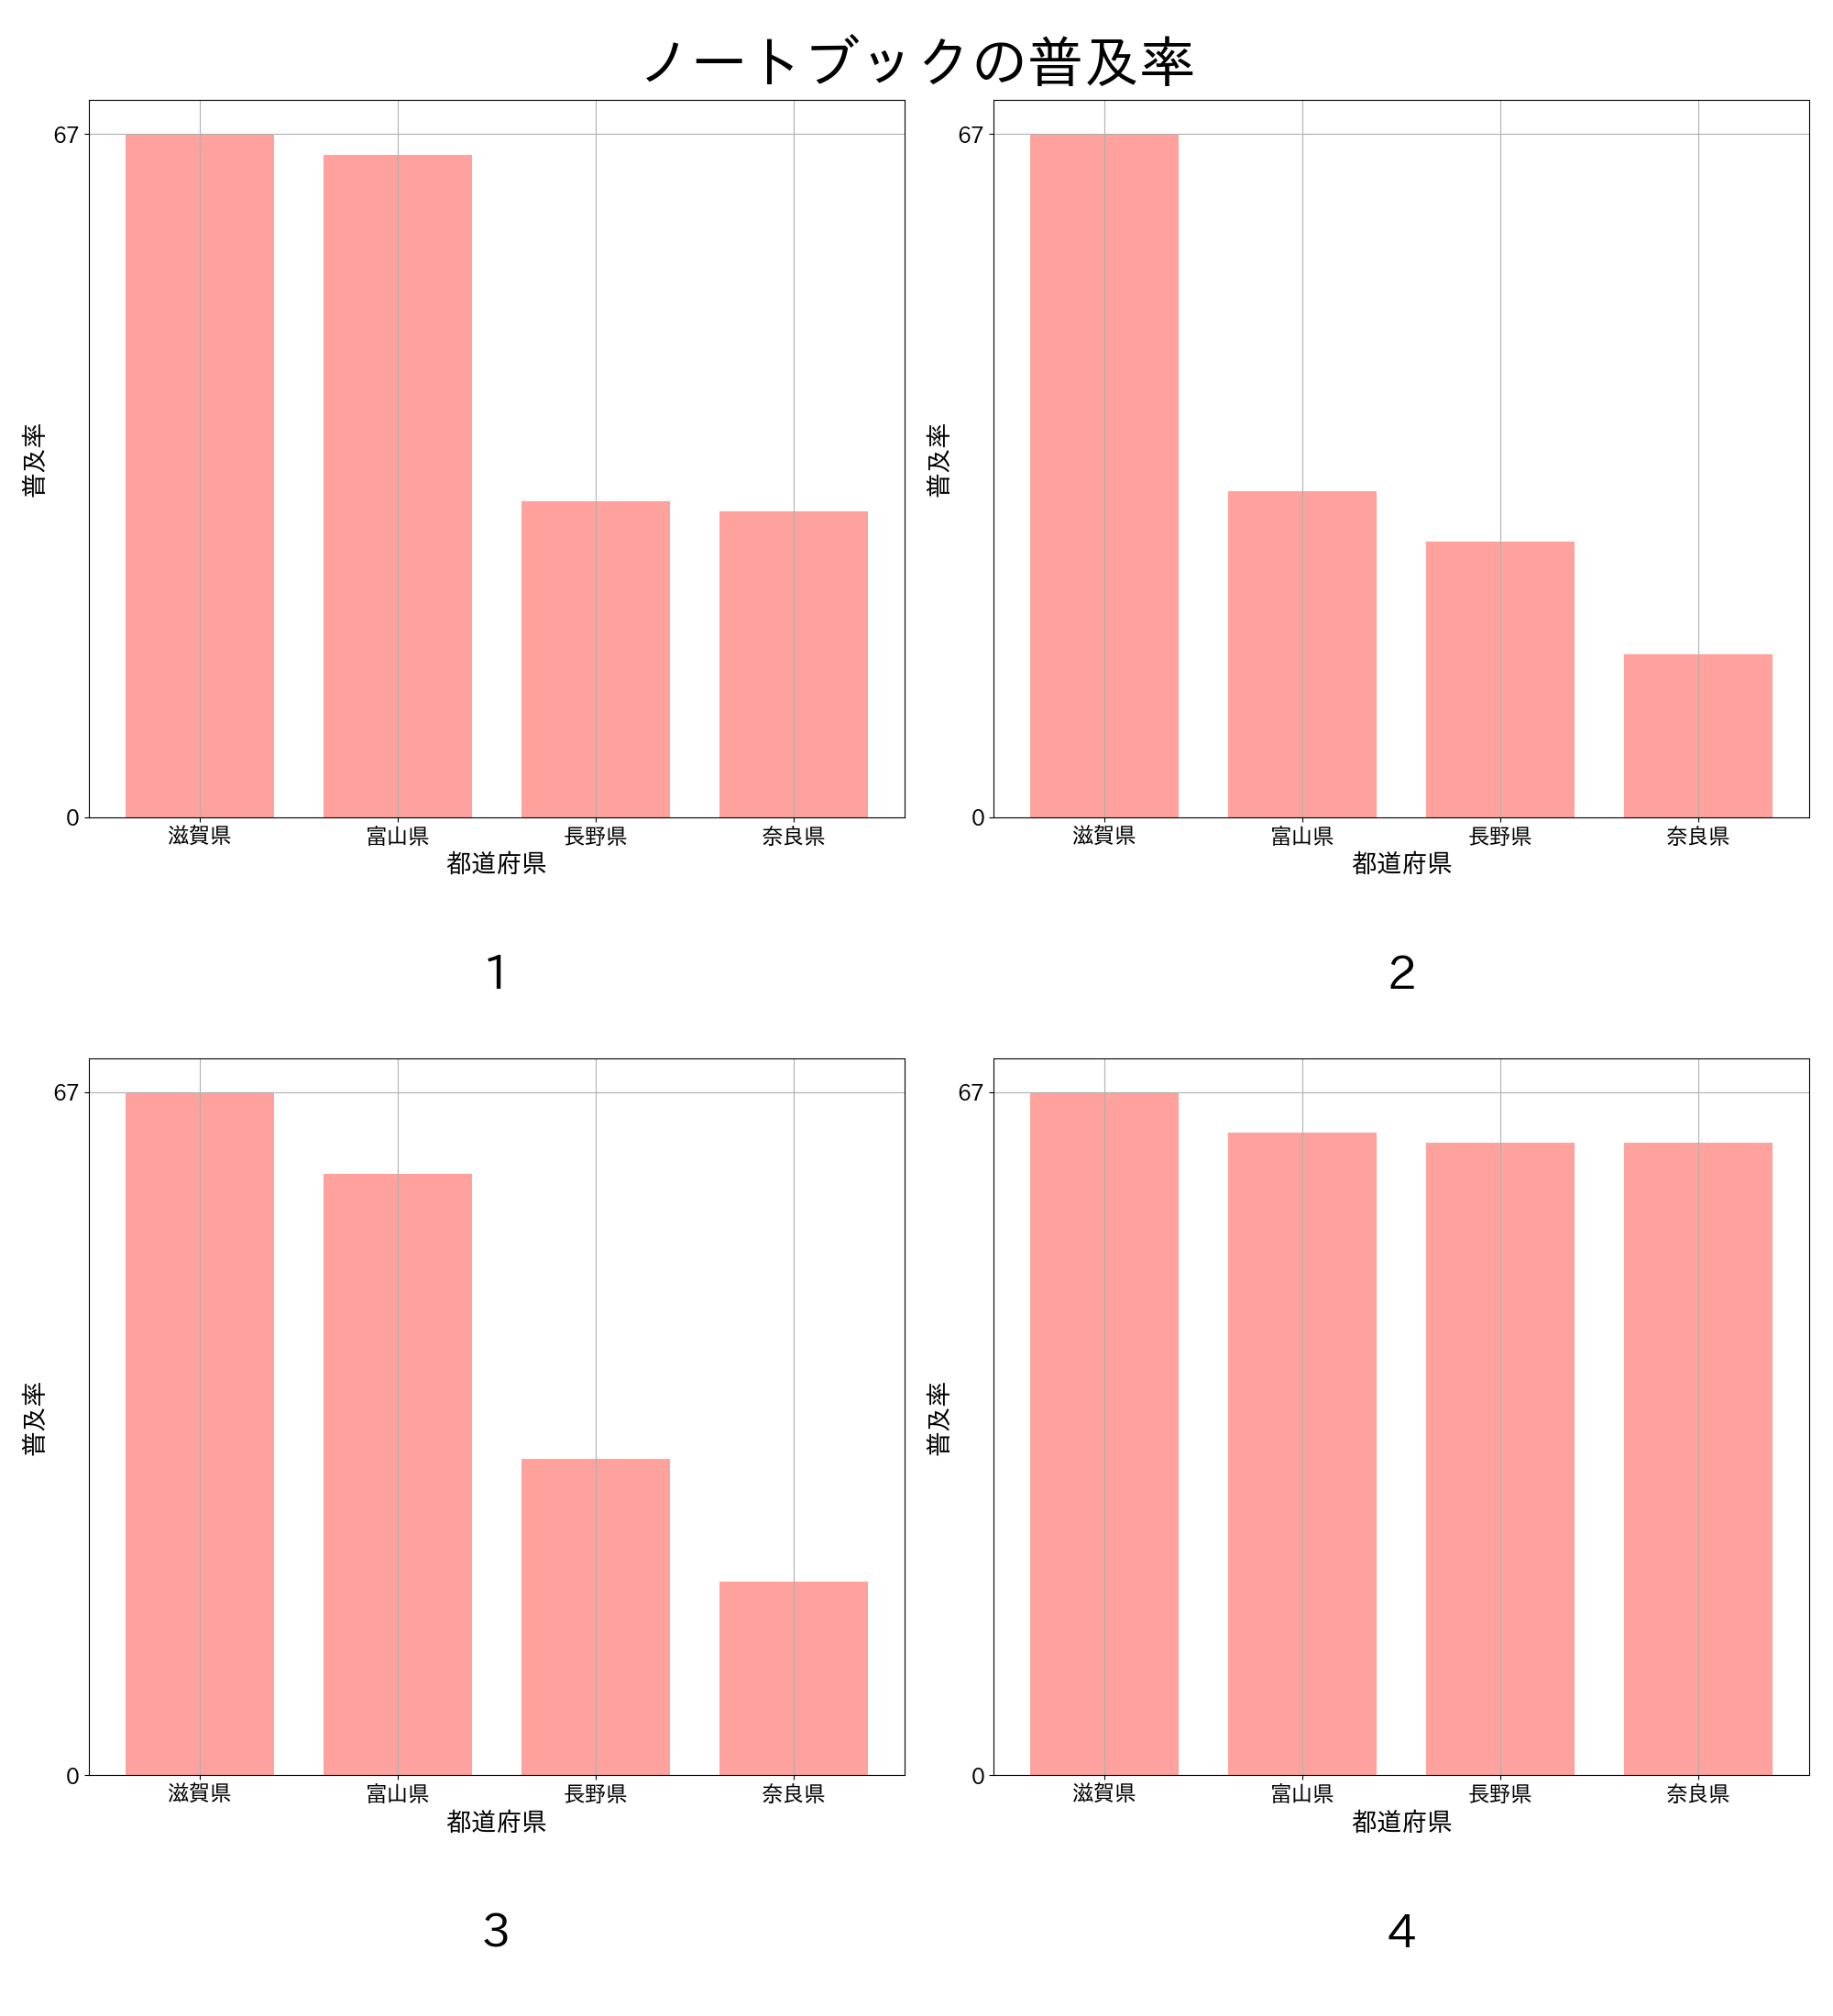 ノートブックの普及率
67
0
普及率
滋賀県 富山県 長野県 奈良県
都道府県
1
67
0
普及率
滋賀県 富山県 長野県 奈良県
都道府県
2
67
0
普及率
滋賀県 富山県 長野県 奈良県
都道府県
3
67
0
普及率
滋賀県 富山県 長野県 奈良県
都道府県
4